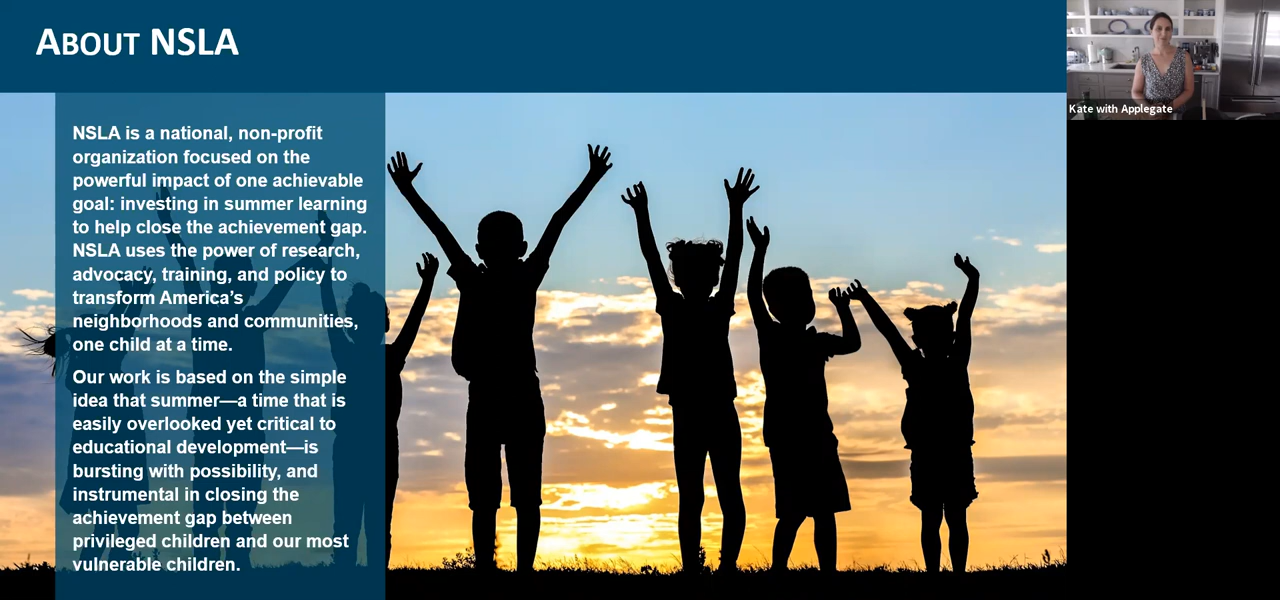 ABOUT NSLA
NSLA is a national, non-profit
organization focused on the
powerful impact of one achievable
goal: investing in summer learning
to help close the achievement gap.
NSLA uses the power of research,
advocacy, training, and policy to
transform America’s
neighborhoods and communities,
one child at a time.
Our work is based on the simple
idea that summer—a time that is
easily overlooked yet critical to
educational development—is
bursting with possibility, and
instrumental in closing the
achievement gap between
privileged children and our most
vulnerable children.
Kate with Applegate